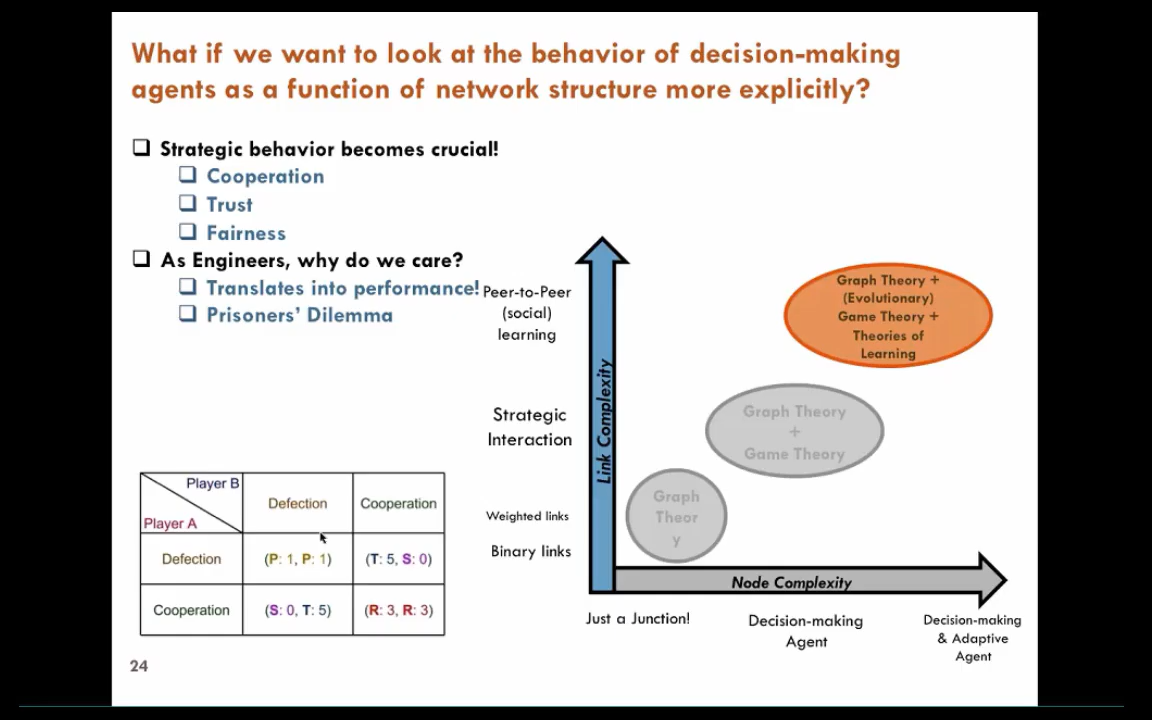 What if we want to look at the behavior of decision-making
agents as a function of network structure more explicitly?
❑ Strategic behavior becomes crucial!
❑ Cooperation
❑ Trust
❑ Fairness
❑ As Engineers, why do we care?
❑ Translates into performance!
❑ Prisoners' Dilemma
Player B
Player A
Defection
Cooperation
Defection
(P: 1, P: 1)
(T: 5, S: 0)
Cooperation
(S: 0, T: 5)
(R: 3, R: 3)
Peer-to-Peer
(social)
learning
Strategic
Interaction
Weighted links
Binary links
Link Complexity
Graph Theory +
(Evolutionary)
Game Theory +
Theories of
Learning
Graph Theory
+
Game Theory
Graph
Theor
y
Node Complexity
Just a Junction!
Decision-making
Agent
Decision-making
& Adaptive
Agent
24